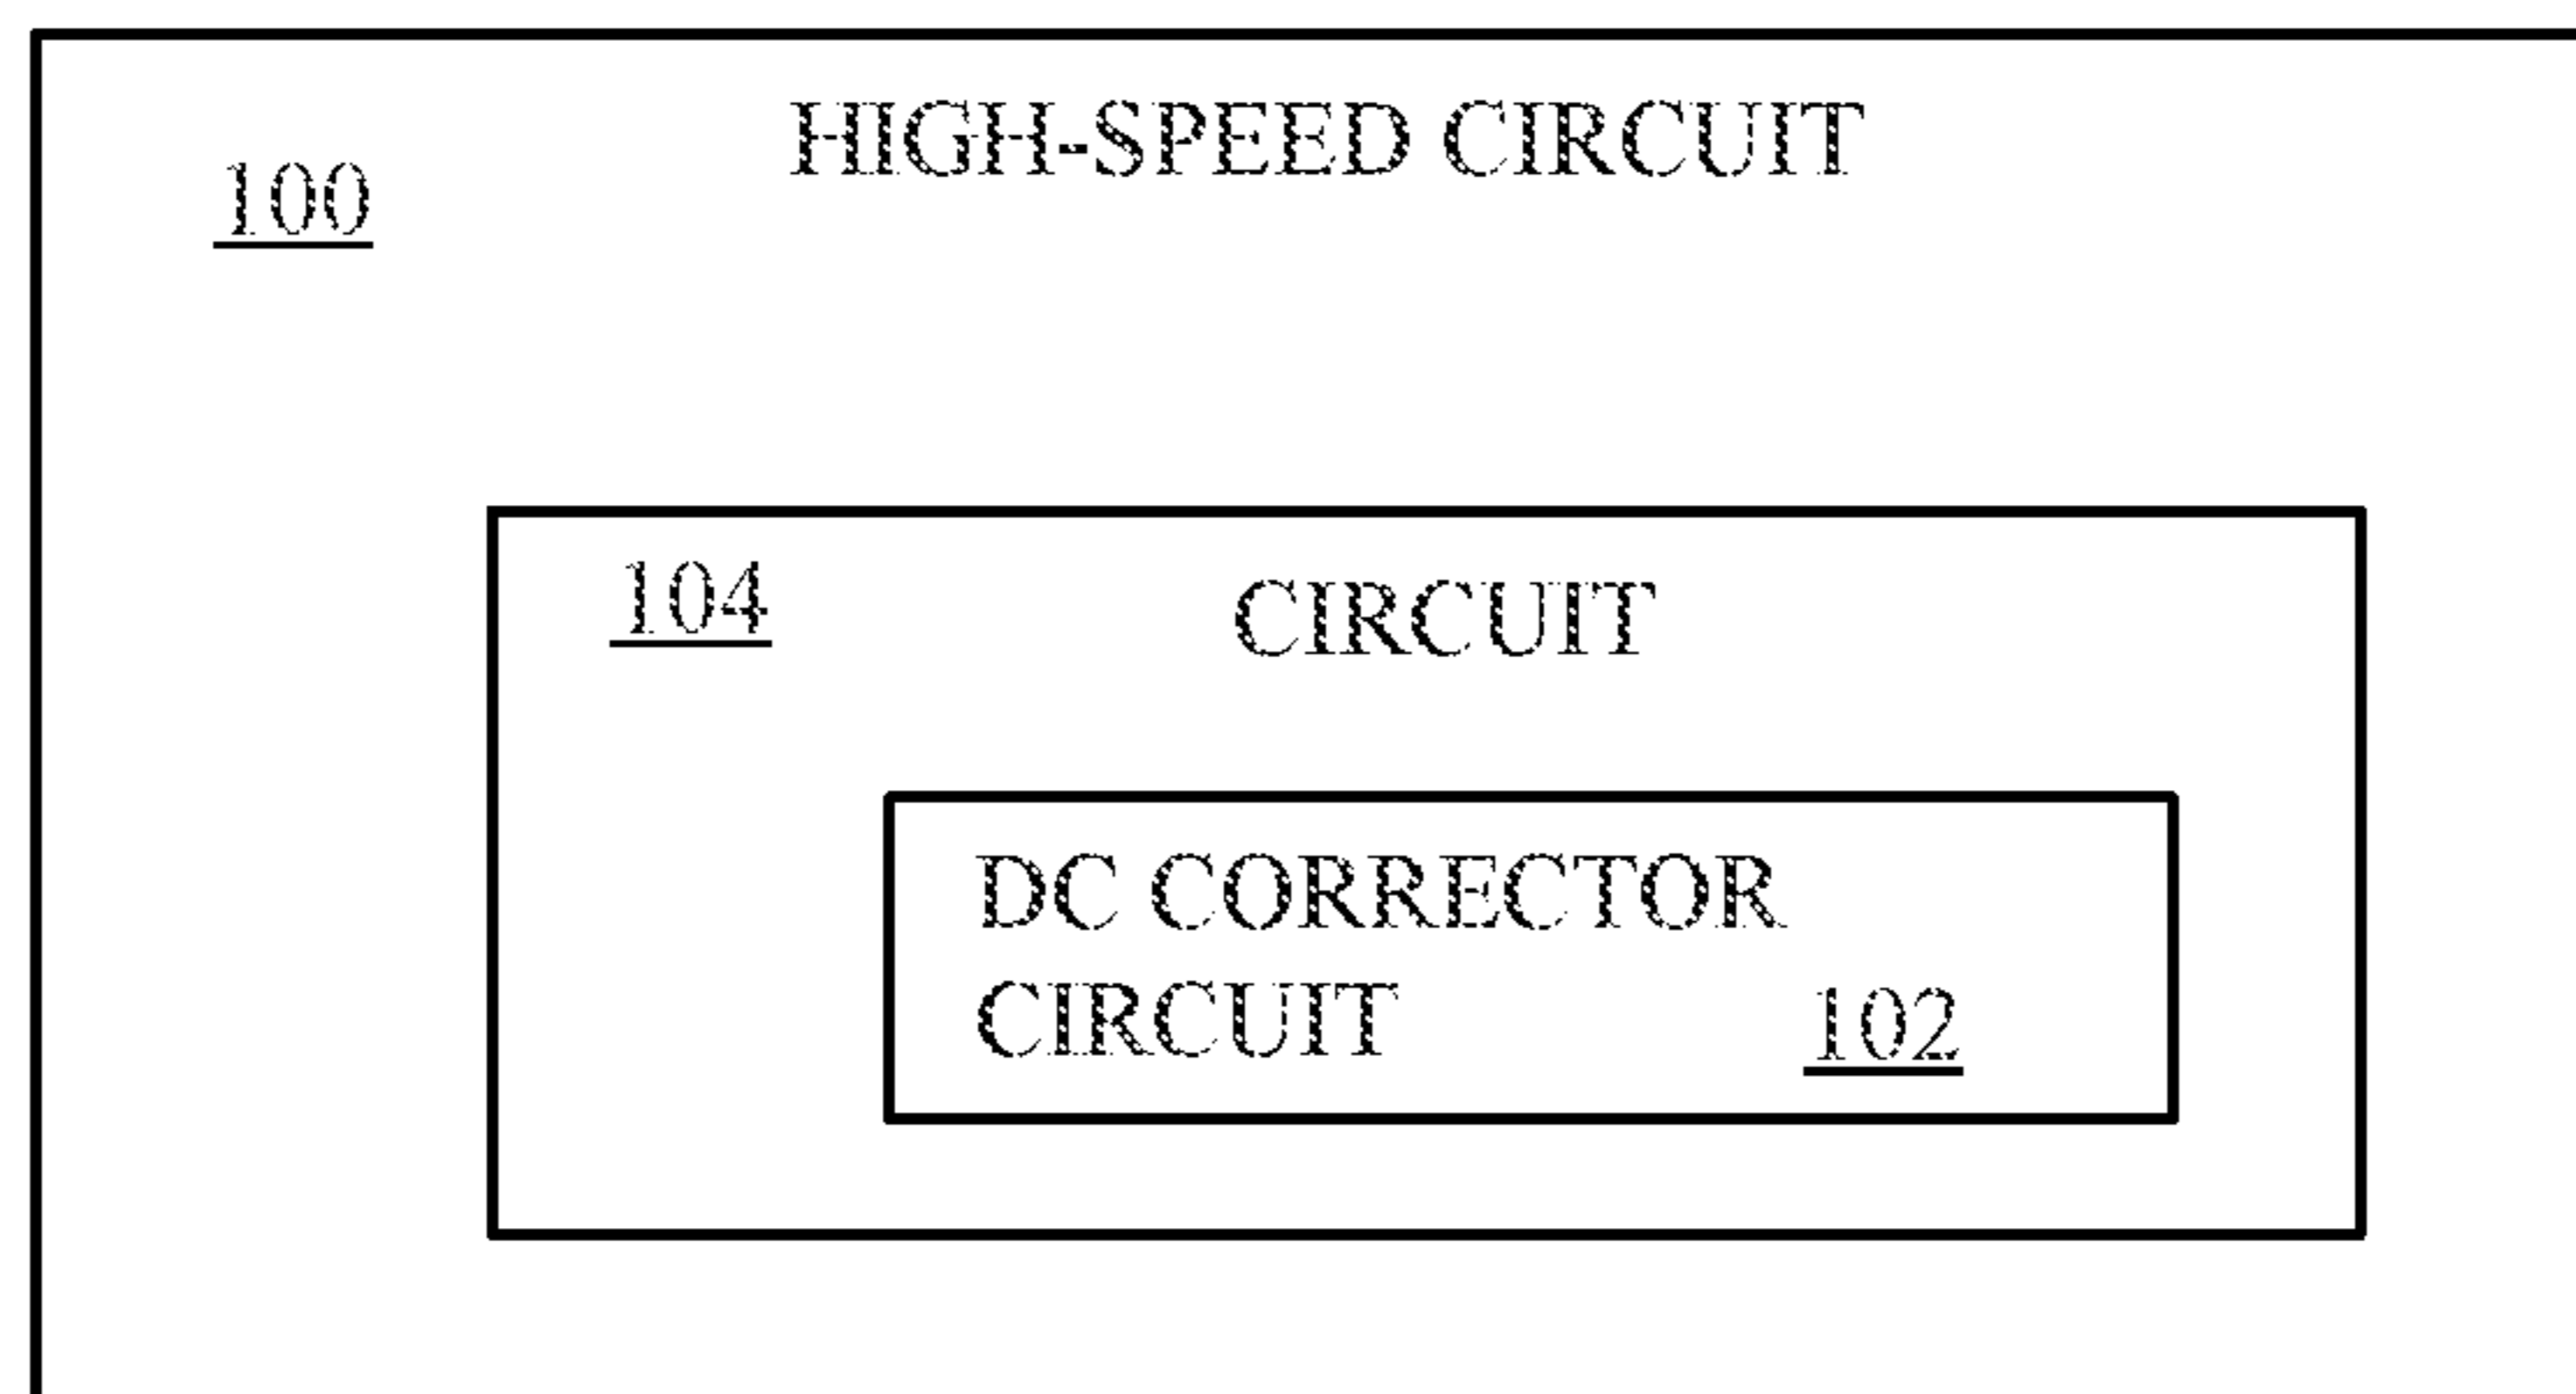 HIGH-SPEED CIRCUIT
100
104
CIRCUIT
DC CORRECTOR
CIRCUIT
102